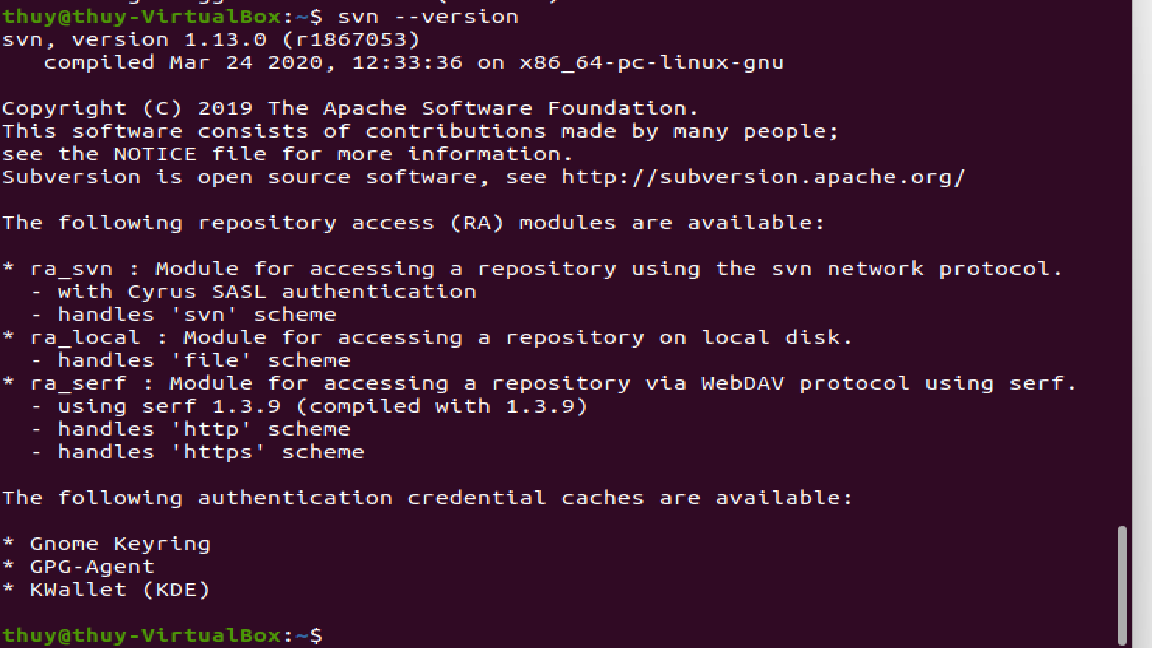 thuy@thuy-VirtualBox:~$ svn --version
svn, version 1.13.0 (r1867053)
   compiled Mar 24 2020, 12:33:36 on x86_64-pc-linux-gnu

Copyright (C) 2019 The Apache Software Foundation.
This software consists of contributions made by many people;
see the NOTICE file for more information.
Subversion is open source software, see http://subversion.apache.org/

The following repository access (RA) modules are available:

* ra_svn : Module for accessing a repository using the svn network protocol.
  - with Cyrus SASL authentication
  - handles 'svn' scheme
* ra_local : Module for accessing a repository on local disk.
  - handles 'file' scheme
* ra_serf : Module for accessing a repository via WebDAV protocol using serf.
  - using serf 1.3.9 (compiled with 1.3.9)
  - handles 'http' scheme
  - handles 'https' scheme

The following authentication credential caches are available:

* Gnome Keyring
* GPG-Agent
* KWallet (KDE)

thuy@thuy-VirtualBox:~$